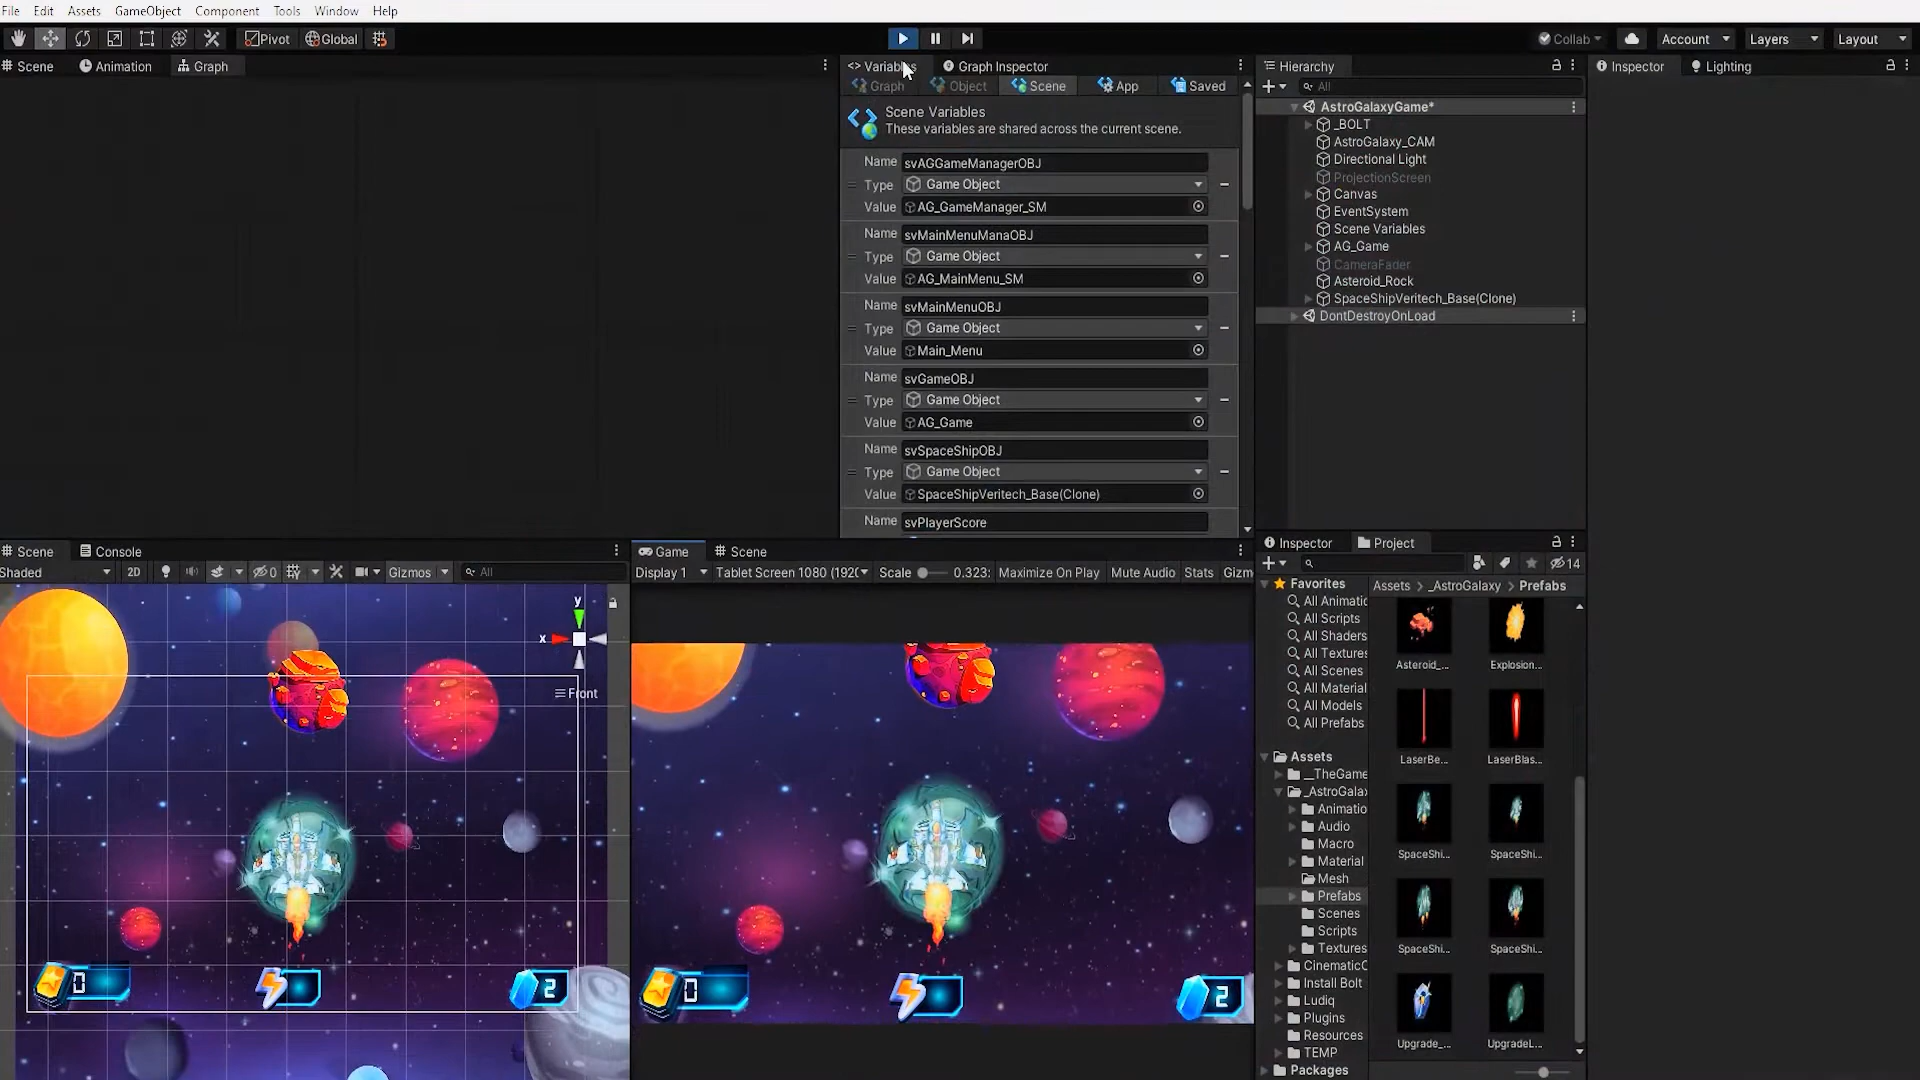 File Edit Assets GameObject Component Tools Window Help
Pivot Global Collab Account Layers Layout
Scene Animation Graph
<> Variables Graph Inspector
Graph Object Scene App Saved
Scene Variables
These variables are shared across the current scene.
Name svAGGameManagerOBJ
Type Game Object
Value AG_GameManager_SM
Name svMainMenuManaOBJ
Type Game Object
Value AG_MainMenu_SM
Name svMainMenuOBJ
Type Game Object
Value Main_Menu
Name svGameOBJ
Type Game Object
Value AG_Game
Name svSpaceShipOBJ
Type Game Object
Value SpaceShipVeritech_Base(Clone)
Name svPlayerScore
Hierarchy
All
AstroGalaxyGame*
_BOLT
AstroGalaxy_CAM
Directional Light
ProjectionScreen
Canvas
EventSystem
Scene Variables
AG_Game
CameraFader
Asteroid_Rock
SpaceShipVeritech_Base(Clone)
DontDestroyOnLoad
Inspector Lighting
Scene Console
Shaded 2D 0 Gizmos All
y
x
Front
0 2
Game Scene
Display 1 Tablet Screen 1080 (192( Scale 0.323: Maximize On Play Mute Audio Stats Gizm
0 2
Inspector Project
14
Favorites
All Animatic
All Scripts
All Shaders
All Textures
All Scenes
All Material
All Models
All Prefabs
Assets
__TheGame
_AstroGalax
Animatio
Audio
Macro
Material
Mesh
Prefabs
Scenes
Scripts
Textures
CinematicC
Install Bolt
Ludiq
Plugins
Resources
TEMP
Packages
Assets > _AstroGalaxy > Prefabs
Asteroid_... Explosion...
LaserBe... LaserBlas...
SpaceShi... SpaceShi...
SpaceShi... SpaceShi...
Upgrade_... UpgradeL...